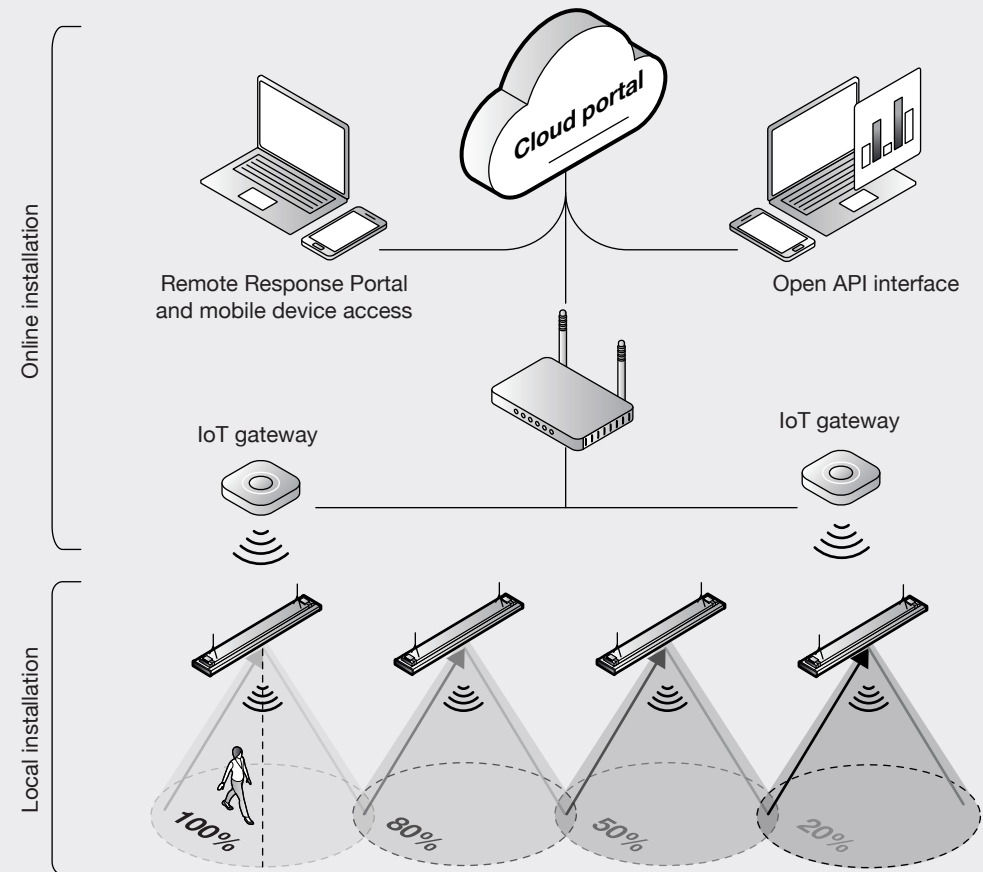 Cloud portal
Online installation
Remote Response Portal
and mobile device access
Open API interface
IoT gateway
IoT gateway
Local installation
100%
80%
50%
20%